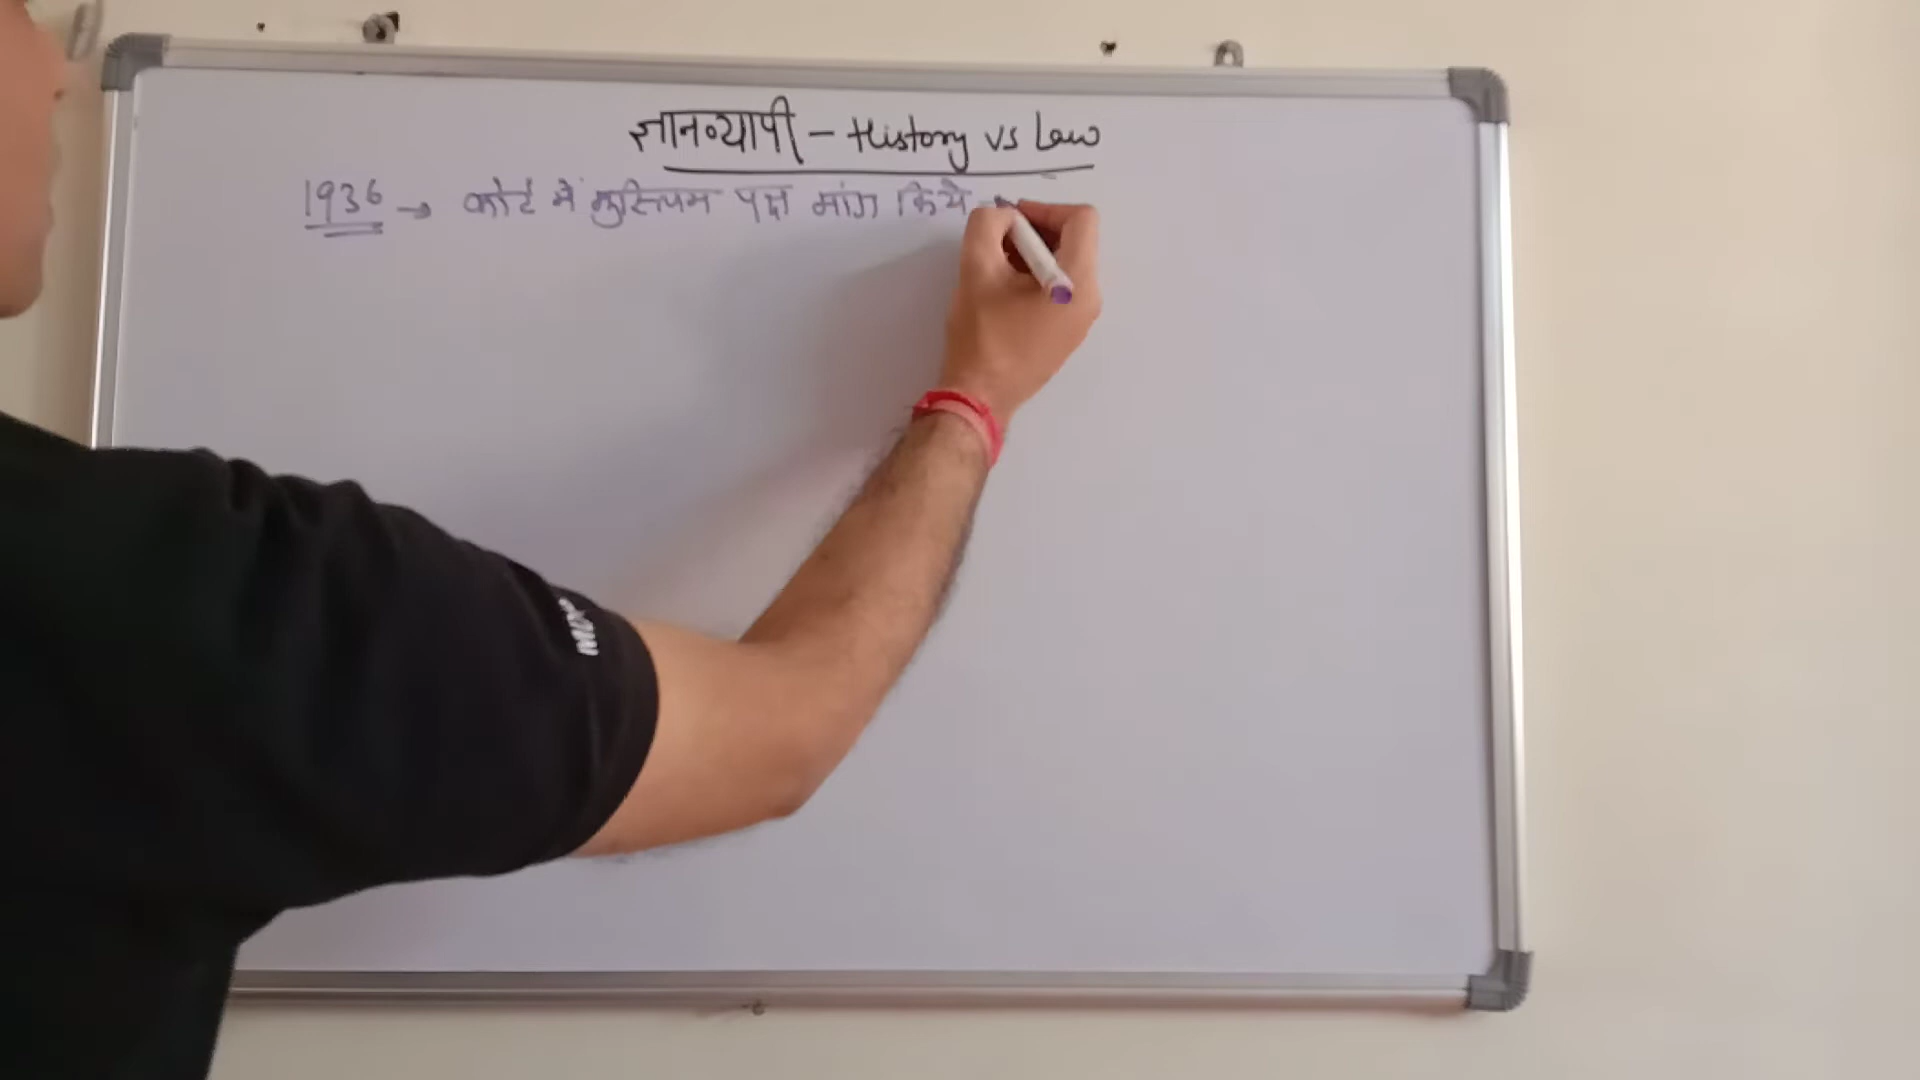 ज्ञानव्यापी - History vs Law
1936 → कोर्ट में मुस्लिम पक्ष मांग किये